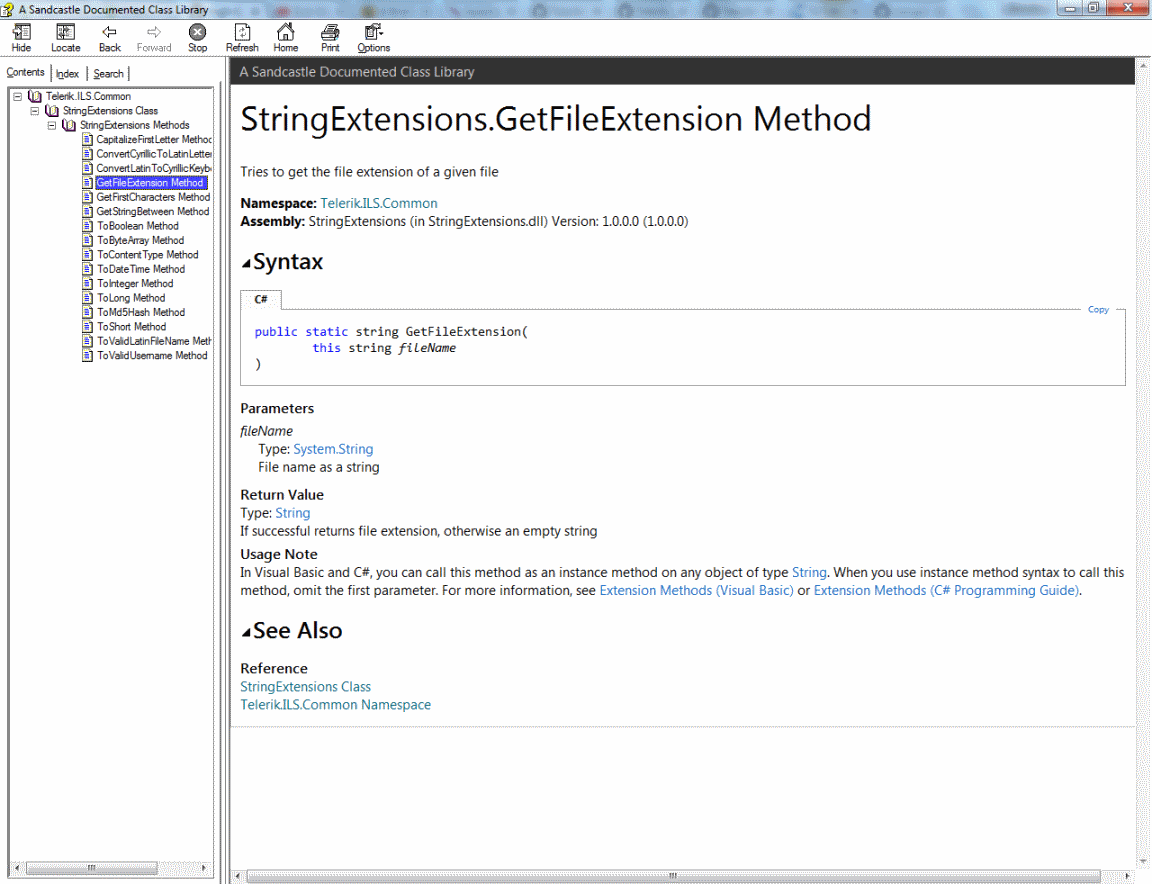 A Sandcastle Documented Class Library
Hide Locate Back Forward Stop Refresh Home Print Options
Contents Index Search
Telerik.ILS.Common
StringExtensions Class
StringExtensions Methods
CapitalizeFirstLetter Method
ConvertCyrillicToLatinLetter
ConvertLatinToCyrillicKeyb
GetFileExtension Method
GetFirstCharacters Method
GetStringBetween Method
ToBoolean Method
ToByteArray Method
ToContentType Method
ToDateTime Method
ToInteger Method
ToLong Method
ToMd5Hash Method
ToShort Method
ToValidLatinFileName Meth
ToValidUsername Method
A Sandcastle Documented Class Library
StringExtensions.GetFileExtension Method
Tries to get the file extension of a given file
Namespace: Telerik.ILS.Common
Assembly: StringExtensions (in StringExtensions.dll) Version: 1.0.0.0 (1.0.0.0)
Syntax
C#
Copy
public static string GetFileExtension(
this string fileName
)
Parameters
fileName
Type: System.String
File name as a string
Return Value
Type: String
If successful returns file extension, otherwise an empty string
Usage Note
In Visual Basic and C#, you can call this method as an instance method on any object of type String. When you use instance method syntax to call this
method, omit the first parameter. For more information, see Extension Methods (Visual Basic) or Extension Methods (C# Programming Guide).
See Also
Reference
StringExtensions Class
Telerik.ILS.Common Namespace